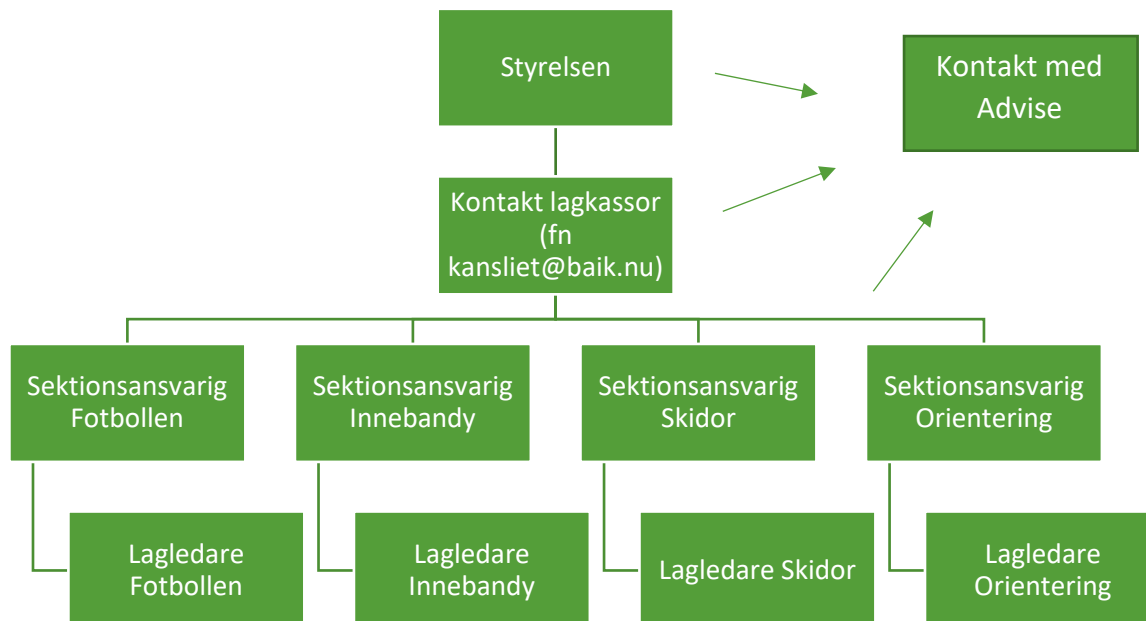 Styrelsen
Kontakt med
Advise
Kontakt lagkassor
(fn
kansliet@baik.nu)
Sektionsansvarig
Fotbollen
Sektionsansvarig
Innebandy
Sektionsansvarig
Skidor
Sektionsansvarig
Orientering
Lagledare
Fotbollen
Lagledare
Innebandy
Lagledare Skidor
Lagledare
Orientering